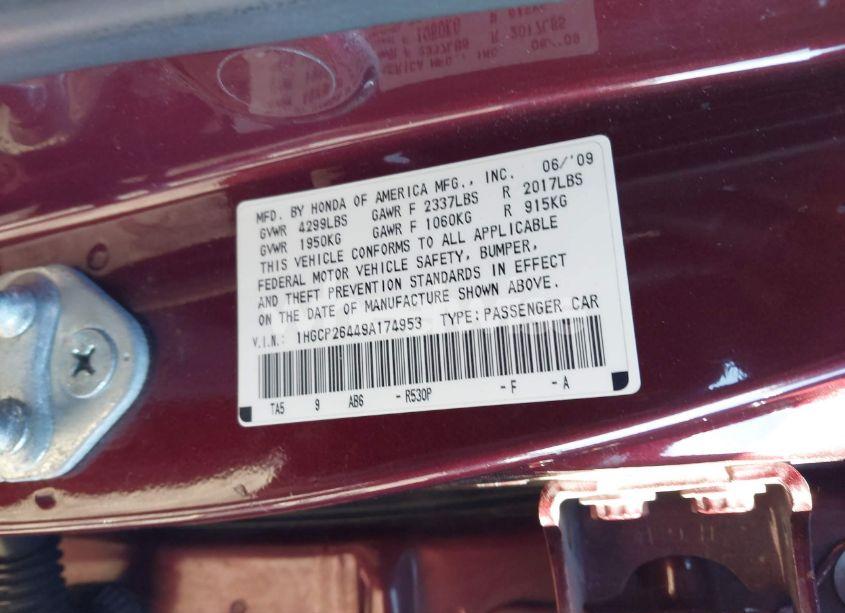 MFD. BY HONDA OF AMERICA MFG., INC. 06/'09
GVWR 4299LBS GAWR F 2337LBS R 2017LBS
GVWR 1950KG GAWR F 1060KG R 915KG
THIS VEHICLE CONFORMS TO ALL APPLICABLE
FEDERAL MOTOR VEHICLE SAFETY, BUMPER,
AND THEFT PREVENTION STANDARDS IN EFFECT
ON THE DATE OF MANUFACTURE SHOWN ABOVE.
V.I.N.: 1HGCP26449A174953 TYPE:PASSENGER CAR
TA5 9 AB6 -R530P -F -A